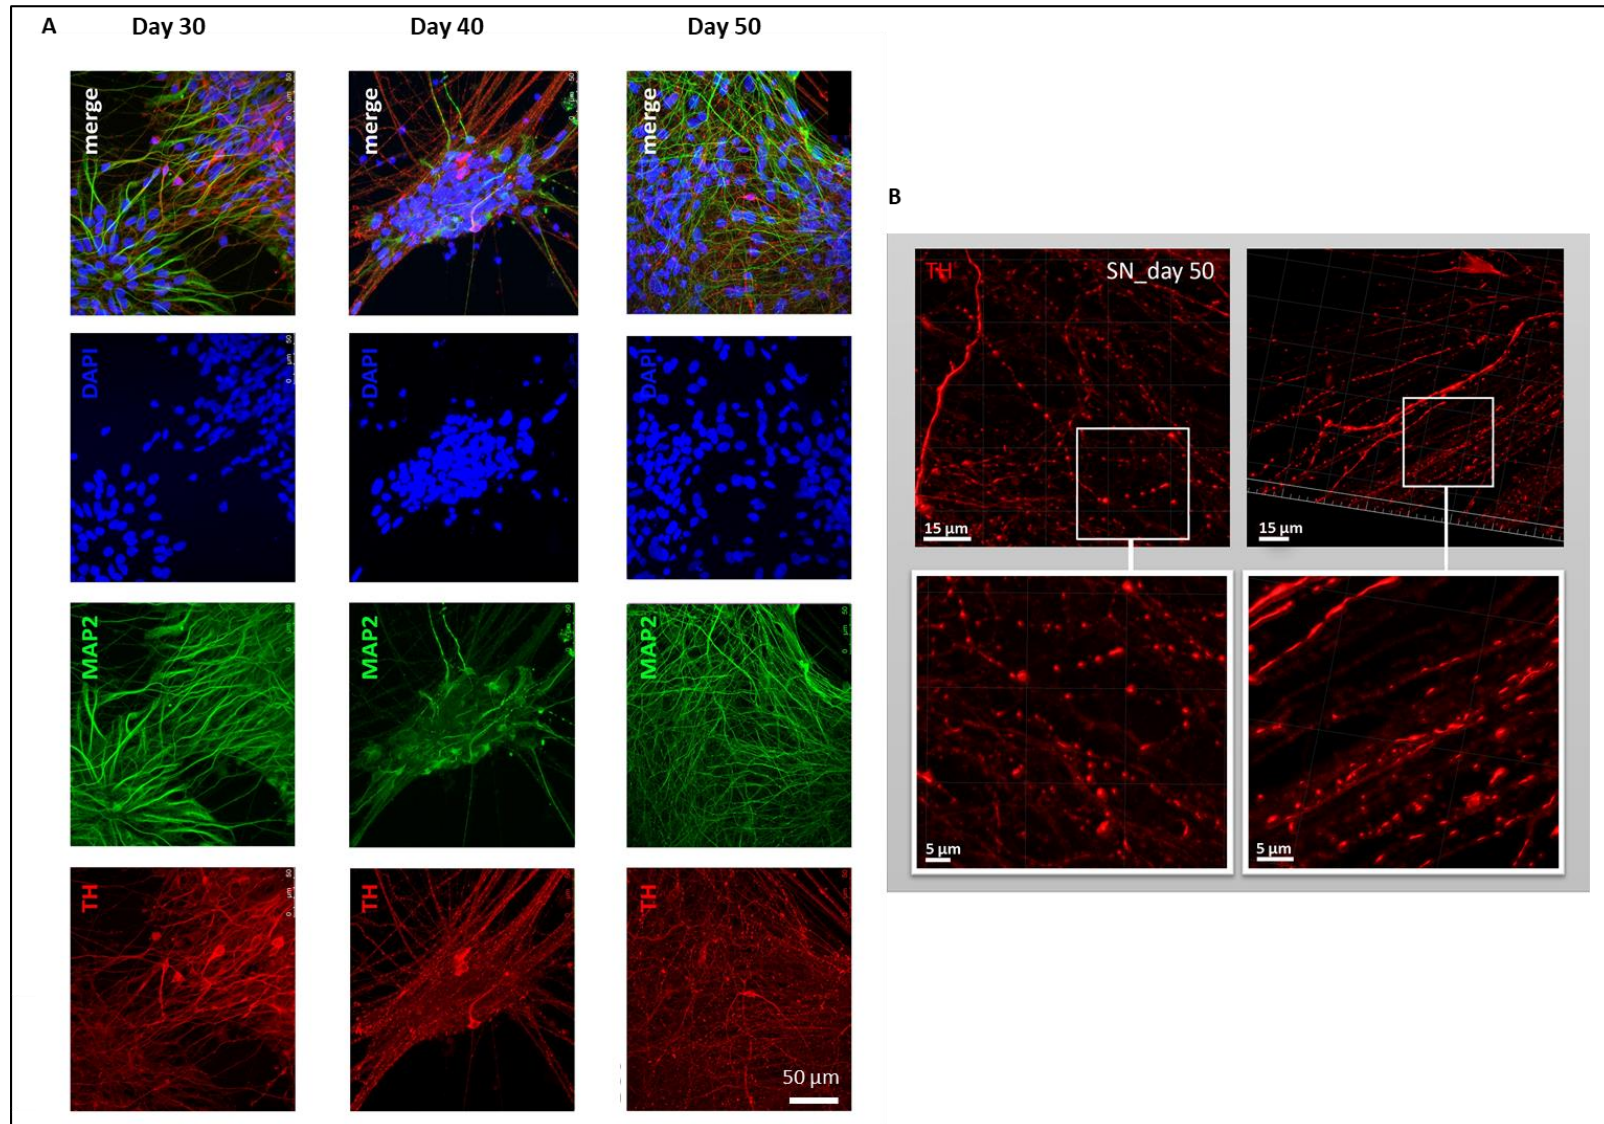 A
Day 30
Day 40
Day 50
merge
merge
merge
DAPI
DAPI
DAPI
MAP2
MAP2
MAP2
TH
TH
TH
50 µm
B
TH
SN_day 50
15 µm
15 µm
5 µm
5 µm